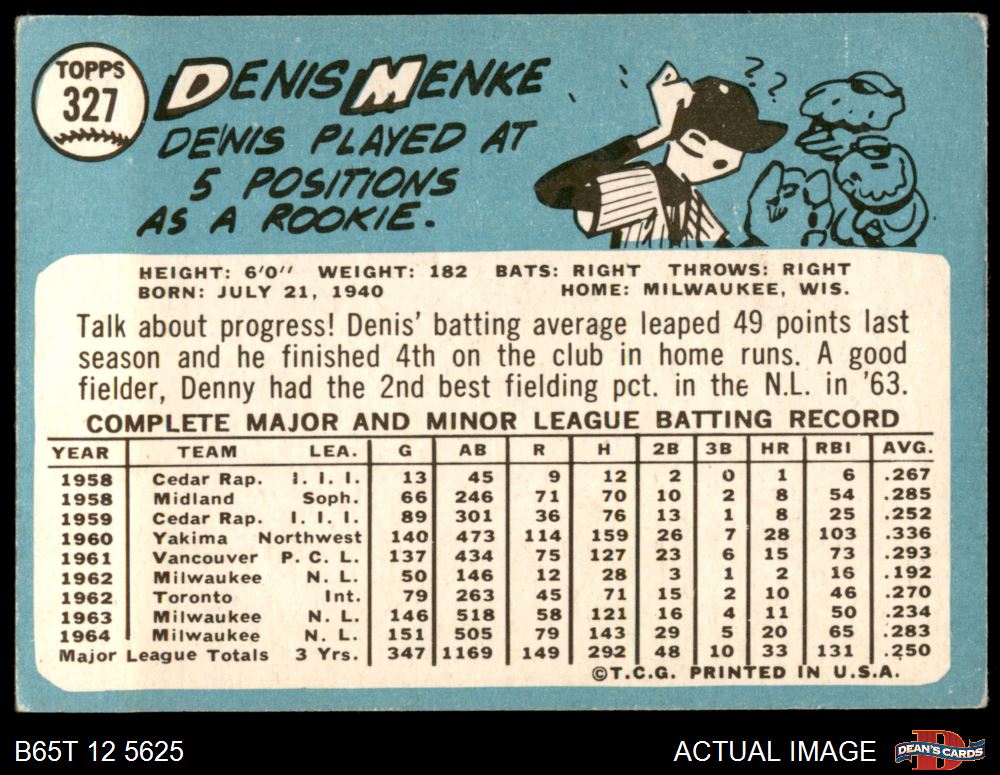 TOPPS
327
DENIS MENKE
DENIS PLAYED AT
5 POSITIONS
AS A ROOKIE.
? ?
HEIGHT: 6'0" WEIGHT: 182 BATS: RIGHT THROWS: RIGHT
BORN: JULY 21, 1940 HOME: MILWAUKEE, WIS.
Talk about progress! Denis' batting average leaped 49 points last
season and he finished 4th on the club in home runs. A good
fielder, Denny had the 2nd best fielding pct. in the N.L. in '63.
COMPLETE MAJOR AND MINOR LEAGUE BATTING RECORD
YEAR TEAM LEA. G AB R H 2B 3B HR RBI AVG.
1958 Cedar Rap. I. I. I. 13 45 9 12 2 0 1 6 .267
1958 Midland Soph. 66 246 71 70 10 2 8 54 .285
1959 Cedar Rap. I. I. I. 89 301 36 76 13 1 8 25 .252
1960 Yakima Northwest 140 473 114 159 26 7 28 103 .336
1961 Vancouver P. C. L. 137 434 75 127 23 6 15 73 .293
1962 Milwaukee N. L. 50 146 12 28 3 1 2 16 .192
1962 Toronto Int. 79 263 45 71 15 2 10 46 .270
1963 Milwaukee N. L. 146 518 58 121 16 4 11 50 .234
1964 Milwaukee N. L. 151 505 79 143 29 5 20 65 .283
Major League Totals 3 Yrs. 347 1169 149 292 48 10 33 131 .250
©T.C.G. PRINTED IN U.S.A.
B65T 12 5625 ACTUAL IMAGE DEAN'S CARDS